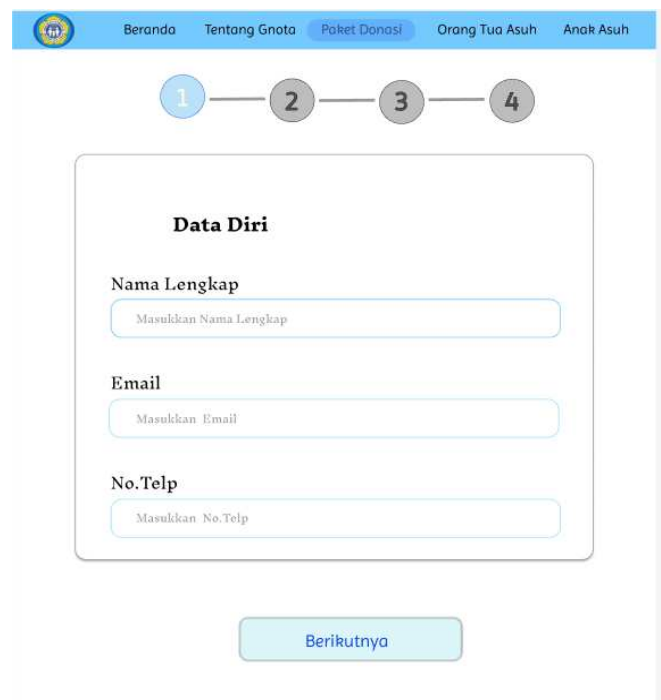 Beranda Tentang Gnota Paket Donasi Orang Tua Asuh Anak Asuh
1 2 3 4
Data Diri
Nama Lengkap
Masukkan Nama Lengkap
Email
Masukkan Email
No.Telp
Masukkan No.Telp
Berikutnya